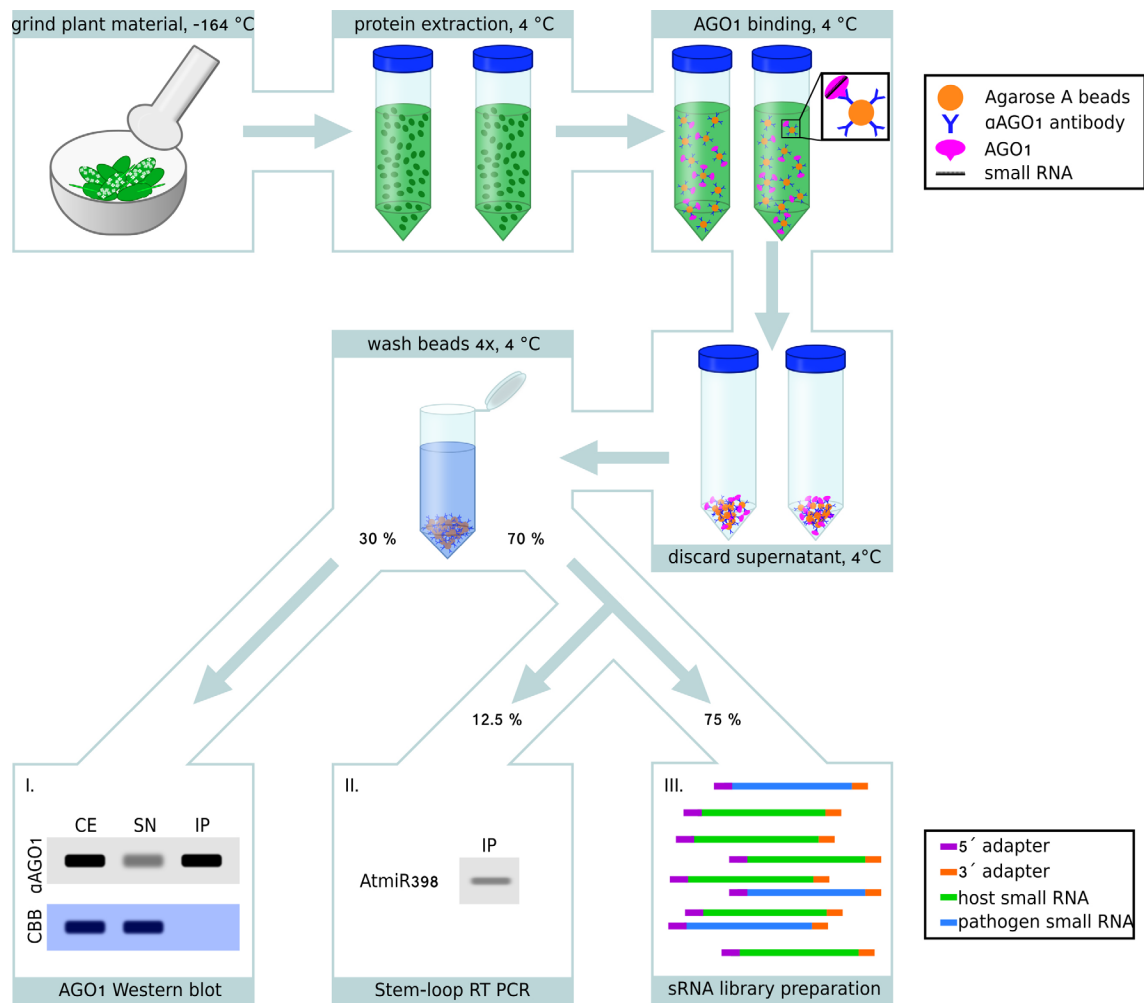 grind plant material, -164 °C
protein extraction, 4 °C
AGO1 binding, 4 °C
Agarose A beads
αAGO1 antibody
AGO1
small RNA
wash beads 4x, 4 °C
30 %
70 %
discard supernatant, 4°C
12.5 %
75 %
I.
CE SN IP
αAGO1
CBB
AGO1 Western blot
II.
IP
AtmiR398
Stem-loop RT PCR
III.
sRNA library preparation
5´ adapter
3´ adapter
host small RNA
pathogen small RNA